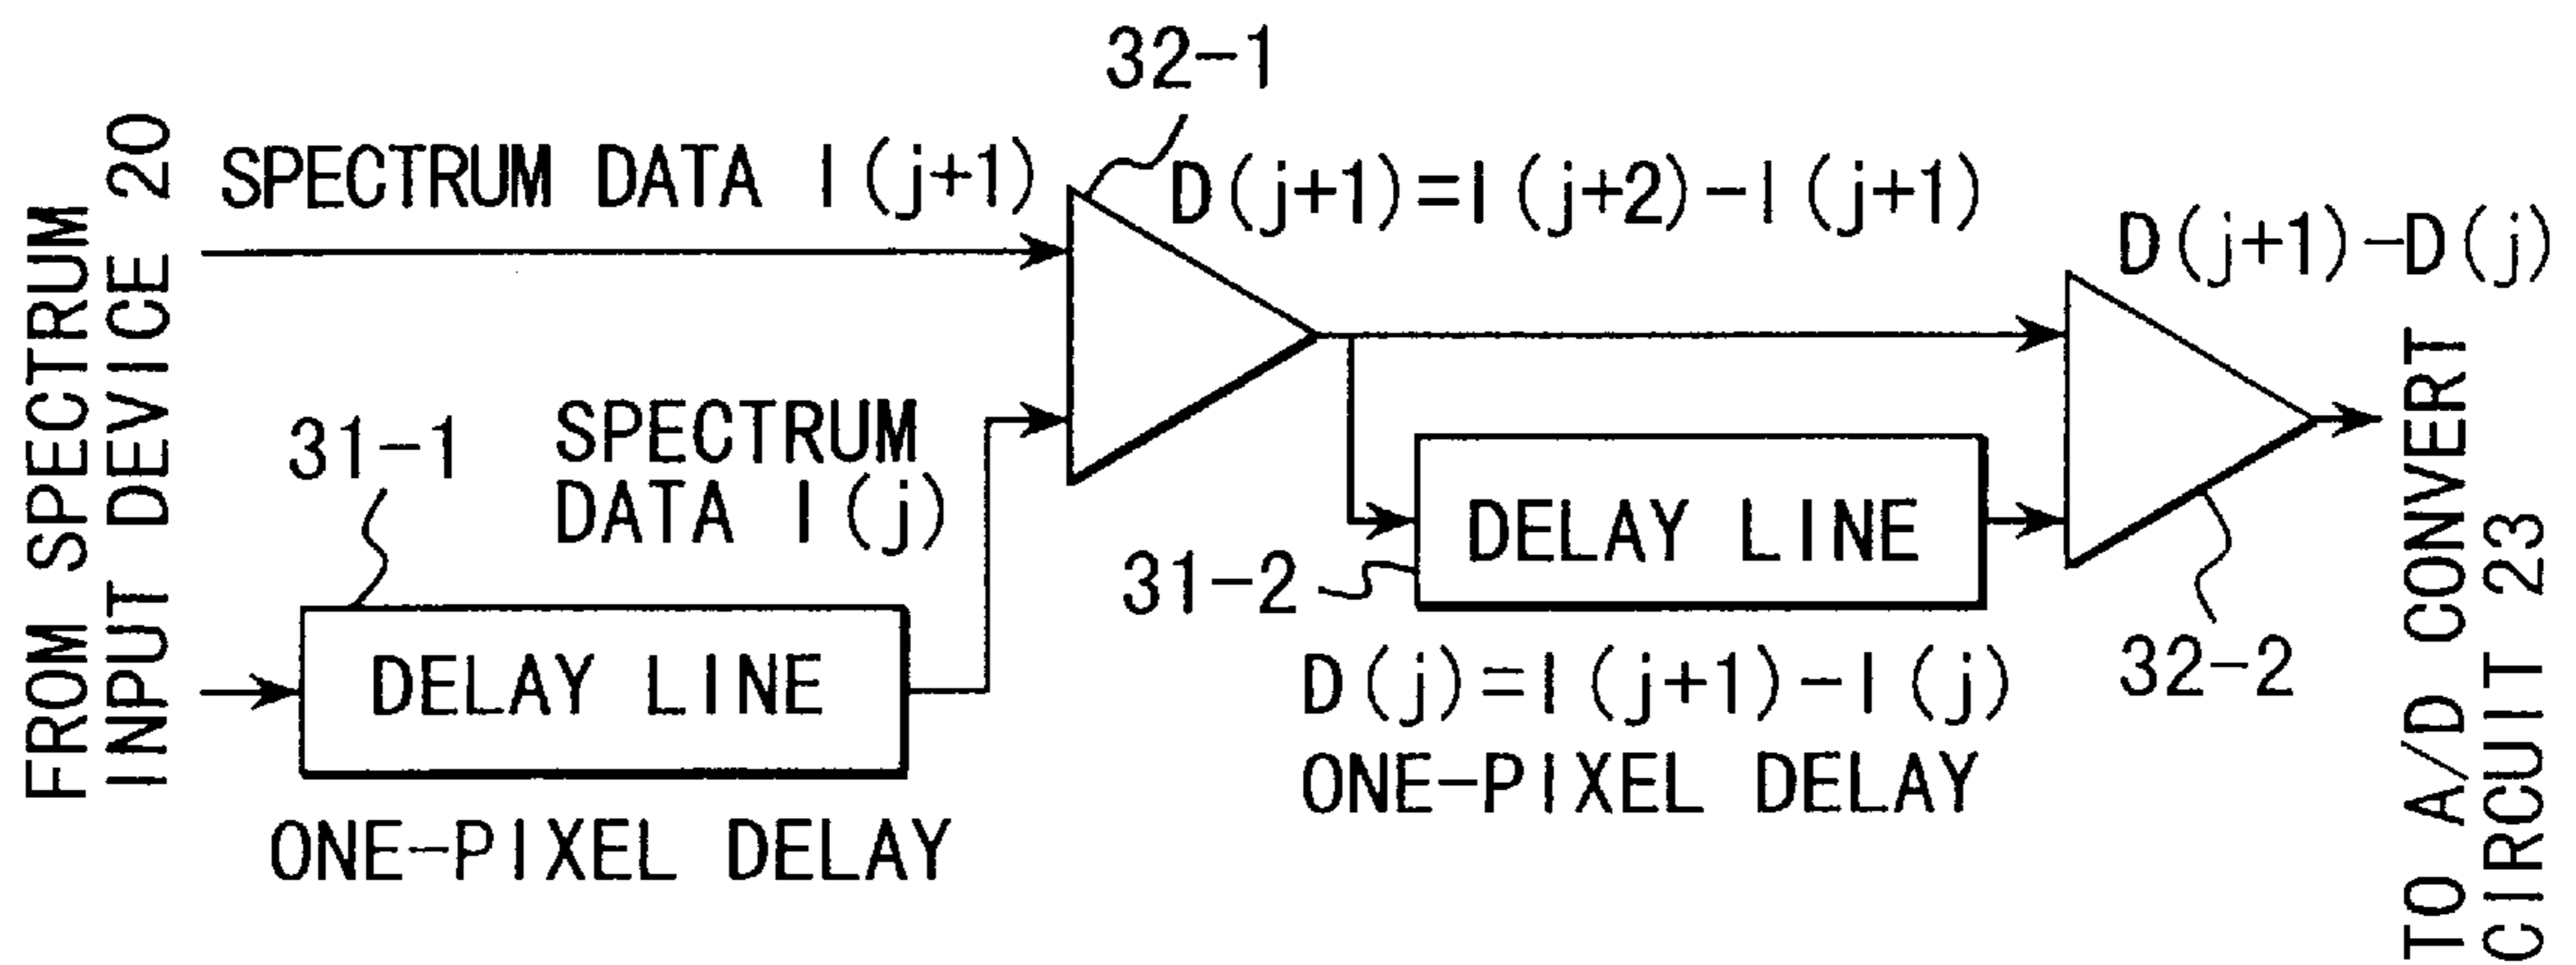 FROM SPECTRUM
INPUT DEVICE 20
SPECTRUM DATA I(j+1)
32-1
D(j+1)=I(j+2)-I(j+1)
D(j+1)-D(j)
31-1
SPECTRUM
DATA I(j)
DELAY LINE
ONE-PIXEL DELAY
31-2
DELAY LINE
D(j)=I(j+1)-I(j)
ONE-PIXEL DELAY
32-2
TO A/D CONVERT
CIRCUIT 23